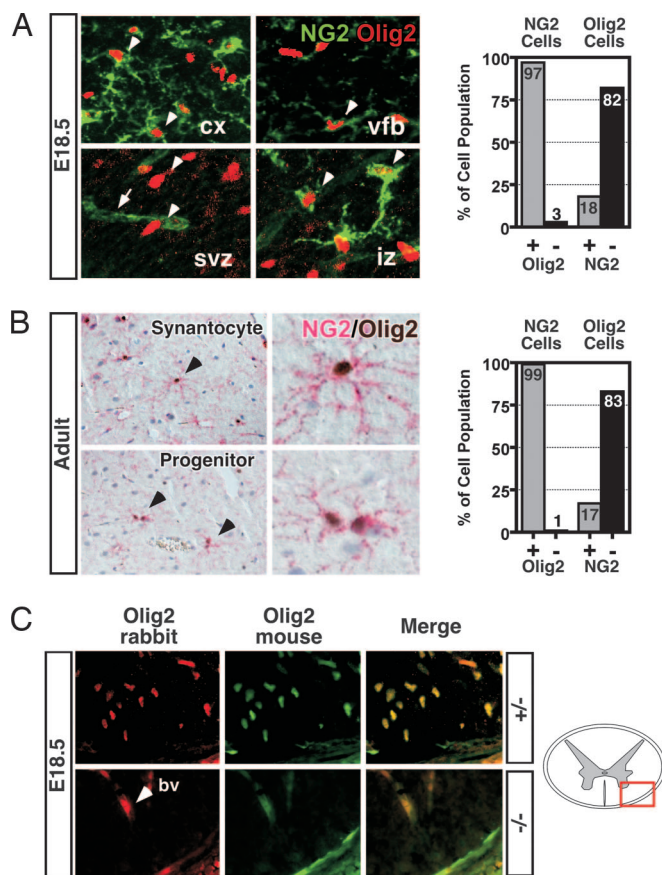 A
NG2 Olig2
E18.5
cx
vfb
svz
iz
NG2 Cells
Olig2 Cells
% of Cell Population
100
75
50
25
0
97
3
18
82
+ - + -
Olig2 NG2
B
Adult
Synantocyte
NG2/Olig2
Progenitor
NG2 Cells
Olig2 Cells
% of Cell Population
100
75
50
25
0
99
1
17
83
+ - + -
Olig2 NG2
C
Olig2 rabbit
Olig2 mouse
Merge
E18.5
bv
+/-
-/-